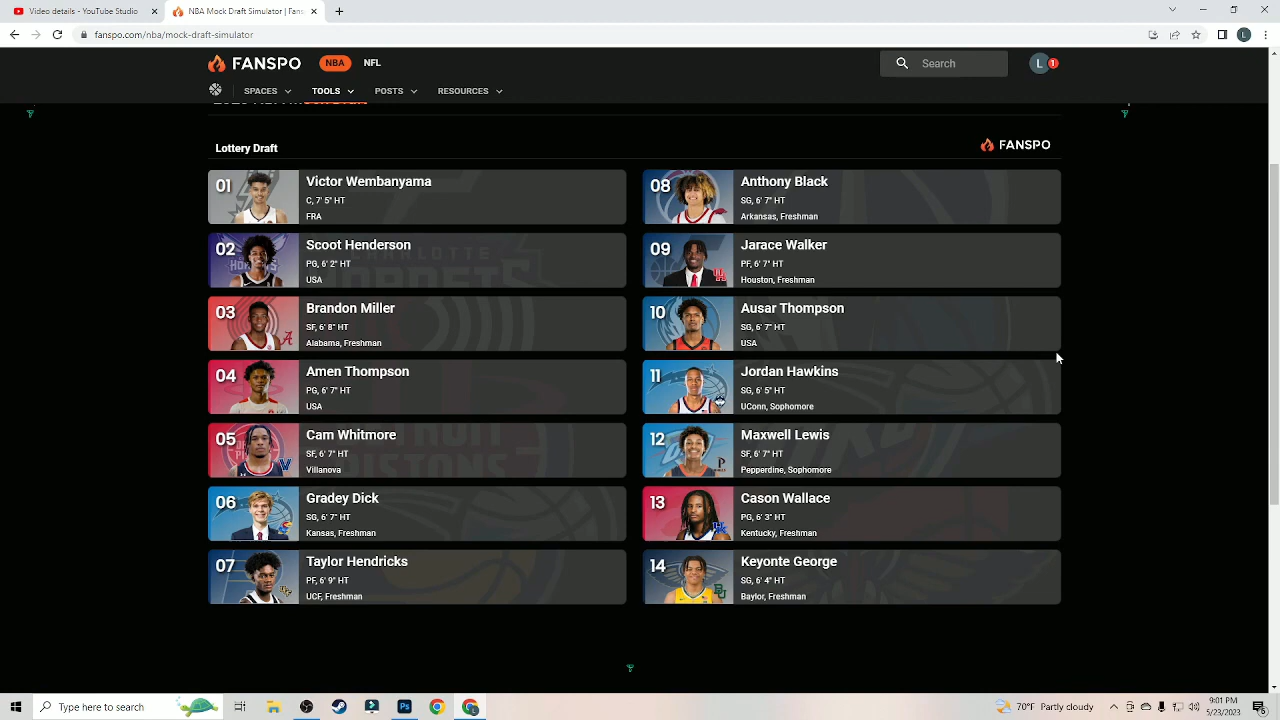 Video details - YouTube Studio
NBA Mock Draft Simulator | Fans
fanspo.com/nba/mock-draft-simulator
L
FANSPO
NBA
NFL
Search
L
1
SPACES
TOOLS
POSTS
RESOURCES
Lottery Draft
FANSPO
01
Victor Wembanyama
C, 7' 5" HT
FRA
02
Scoot Henderson
PG, 6' 2" HT
USA
CHARLOTTE
HORNETS
03
Brandon Miller
SF, 6' 8" HT
Alabama, Freshman
04
Amen Thompson
PG, 6' 7" HT
USA
05
Cam Whitmore
SF, 6' 7" HT
Villanova
PISTONS
06
Gradey Dick
SG, 6' 7" HT
Kansas, Freshman
07
Taylor Hendricks
PF, 6' 9" HT
UCF, Freshman
08
Anthony Black
SG, 6' 7" HT
Arkansas, Freshman
09
Jarace Walker
PF, 6' 7" HT
Houston, Freshman
10
Ausar Thompson
SG, 6' 7" HT
USA
11
Jordan Hawkins
SG, 6' 5" HT
UConn, Sophomore
12
Maxwell Lewis
SF, 6' 7" HT
Pepperdine, Sophomore
13
Cason Wallace
PG, 6' 3" HT
Kentucky, Freshman
14
Keyonte George
SG, 6' 4" HT
Baylor, Freshman
Type here to search
Ps
70°F Partly cloudy
9:01 PM
5/23/2023